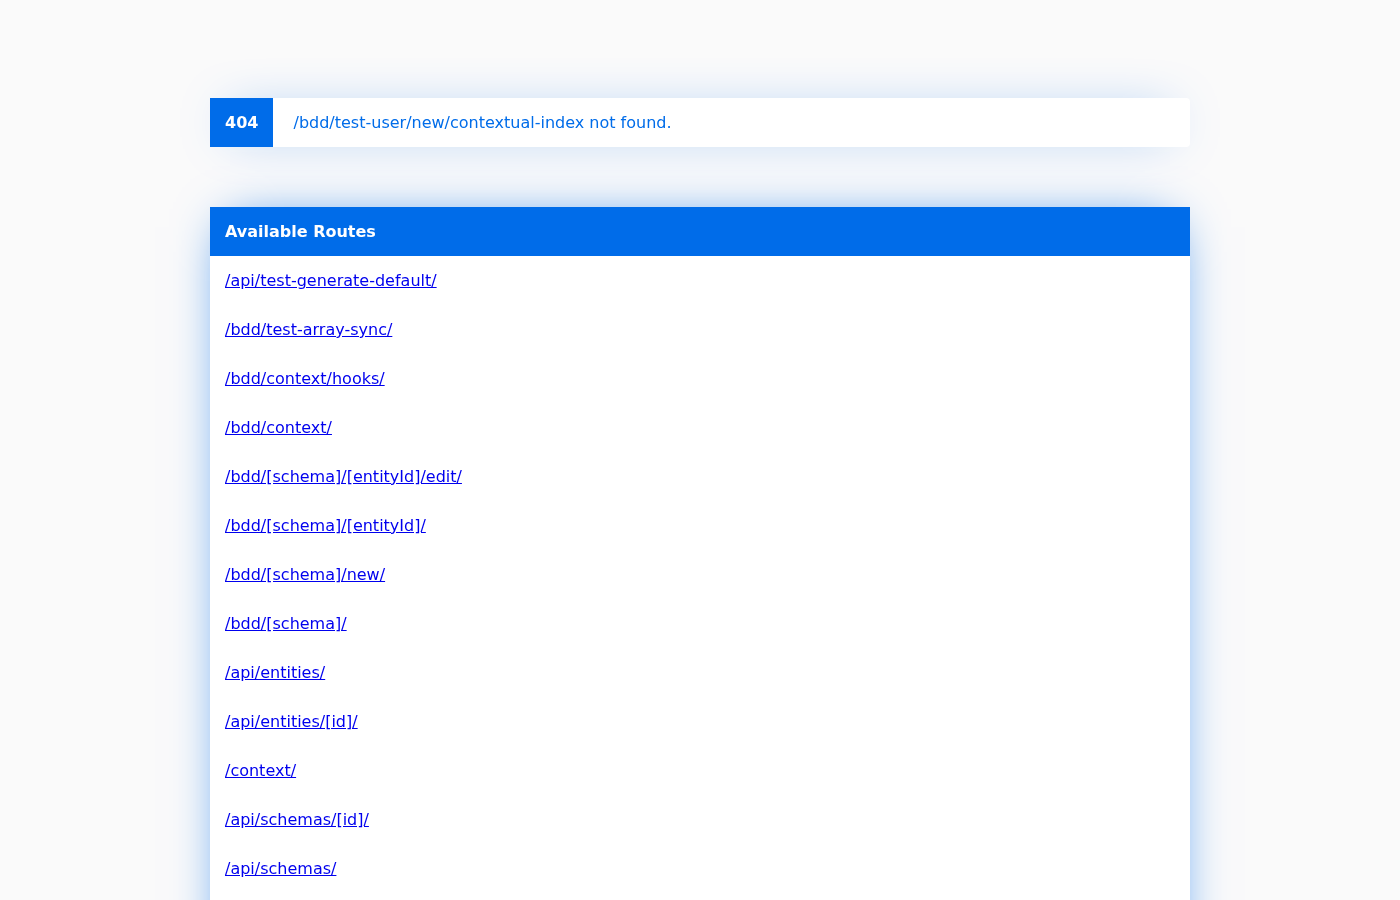 404
/bdd/test-user/new/contextual-index not found.
Available Routes
/api/test-generate-default/
/bdd/test-array-sync/
/bdd/context/hooks/
/bdd/context/
/bdd/[schema]/[entityId]/edit/
/bdd/[schema]/[entityId]/
/bdd/[schema]/new/
/bdd/[schema]/
/api/entities/
/api/entities/[id]/
/context/
/api/schemas/[id]/
/api/schemas/